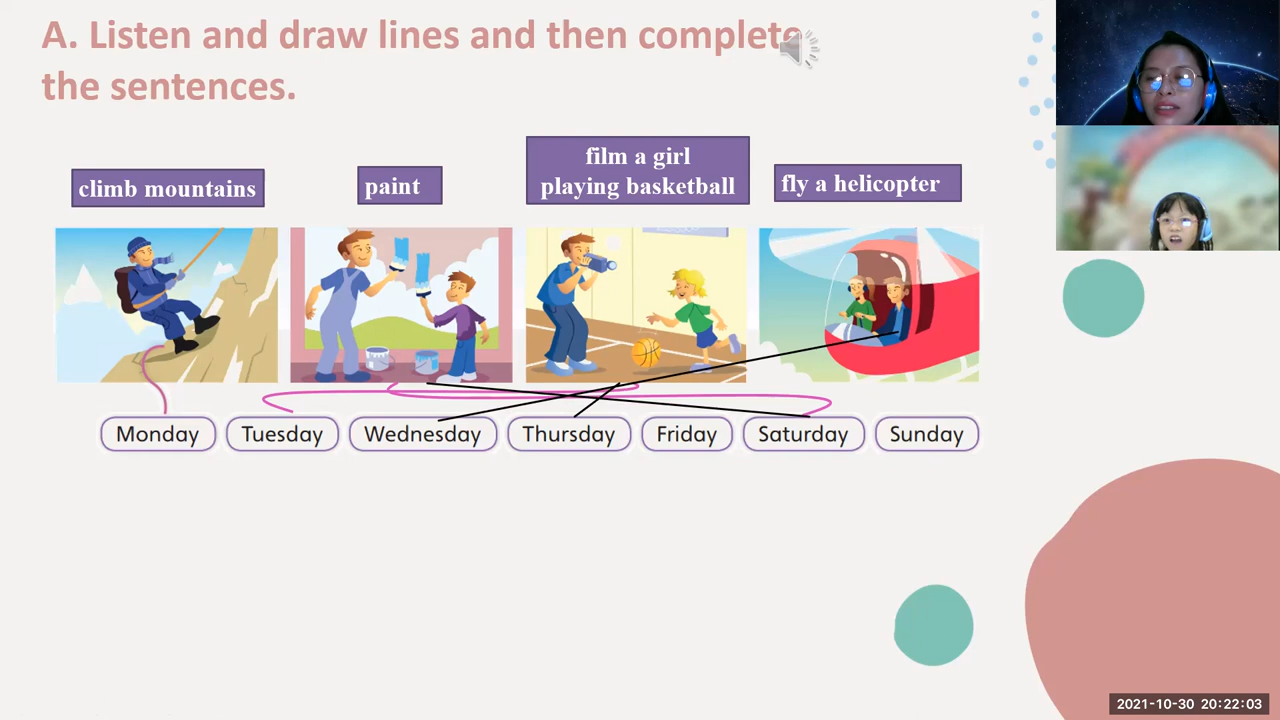 A. Listen and draw lines and then complete
the sentences.
climb mountains
paint
film a girl
playing basketball
fly a helicopter
Monday
Tuesday
Wednesday
Thursday
Friday
Saturday
Sunday
2021-10-30 20:22:03